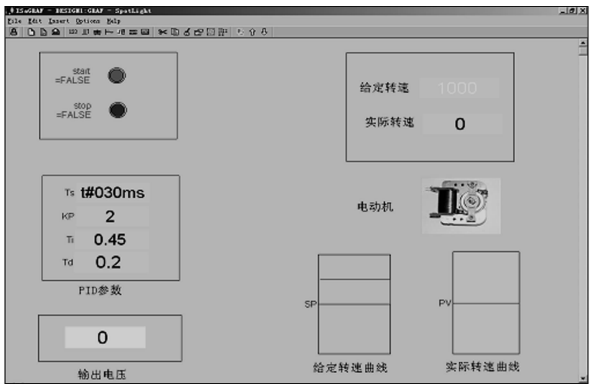 ISaGRAF - DESIGN1:GRAF - SpotLight
File Edit Insert Options Help
start
=FALSE
stop
=FALSE
给定转速 1000
实际转速 0
Ts t#030ms
KP 2
Ti 0.45
Td 0.2
PID参数
电动机
SP
PV
0
输出电压
给定转速曲线
实际转速曲线